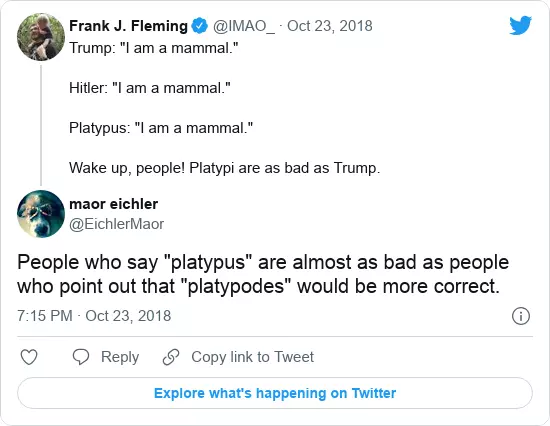 Frank J. Fleming @IMAO_ · Oct 23, 2018
Trump: "I am a mammal."
Hitler: "I am a mammal."
Platypus: "I am a mammal."
Wake up, people! Platypi are as bad as Trump.
maor eichler
@EichlerMaor
People who say "platypus" are almost as bad as people
who point out that "platypodes" would be more correct.
7:15 PM · Oct 23, 2018
Reply
Copy link to Tweet
Explore what's happening on Twitter